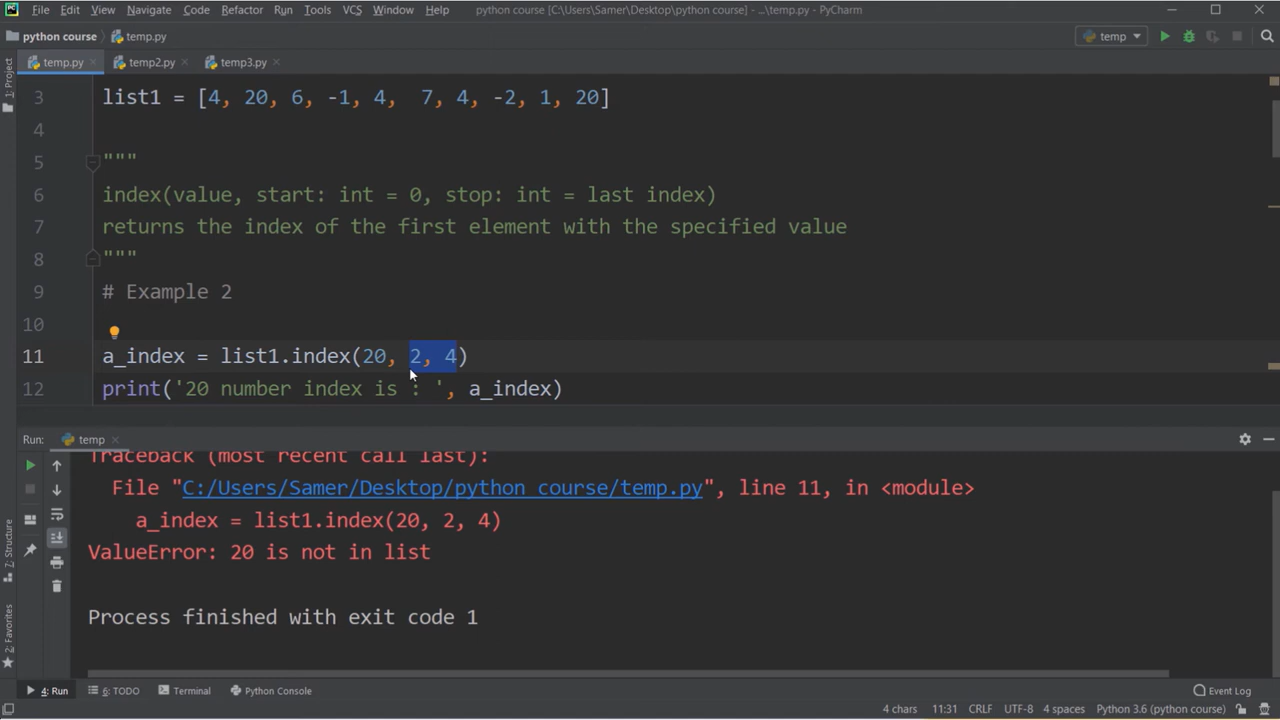 PC File Edit View Navigate Code Refactor Run Tools VCS Window Help python course [C:\Users\Samer\Desktop\python course] - ...\temp.py - PyCharm
python course temp.py temp
temp.py temp2.py temp3.py
1: Project
3 list1 = [4, 20, 6, -1, 4,  7, 4, -2, 1, 20]
4
5 """
6 index(value, start: int = 0, stop: int = last index)
7 returns the index of the first element with the specified value
8 """
9 # Example 2
10
11 a_index = list1.index(20, 2, 4)
12 print('20 number index is : ', a_index)
Run: temp
Traceback (most recent call last):
File "C:/Users/Samer/Desktop/python course/temp.py", line 11, in <module>
a_index = list1.index(20, 2, 4)
ValueError: 20 is not in list
Process finished with exit code 1
7: Structure
2: Favorites
4: Run 6: TODO Terminal Python Console Event Log
4 chars 11:31 CRLF UTF-8 4 spaces Python 3.6 (python course)